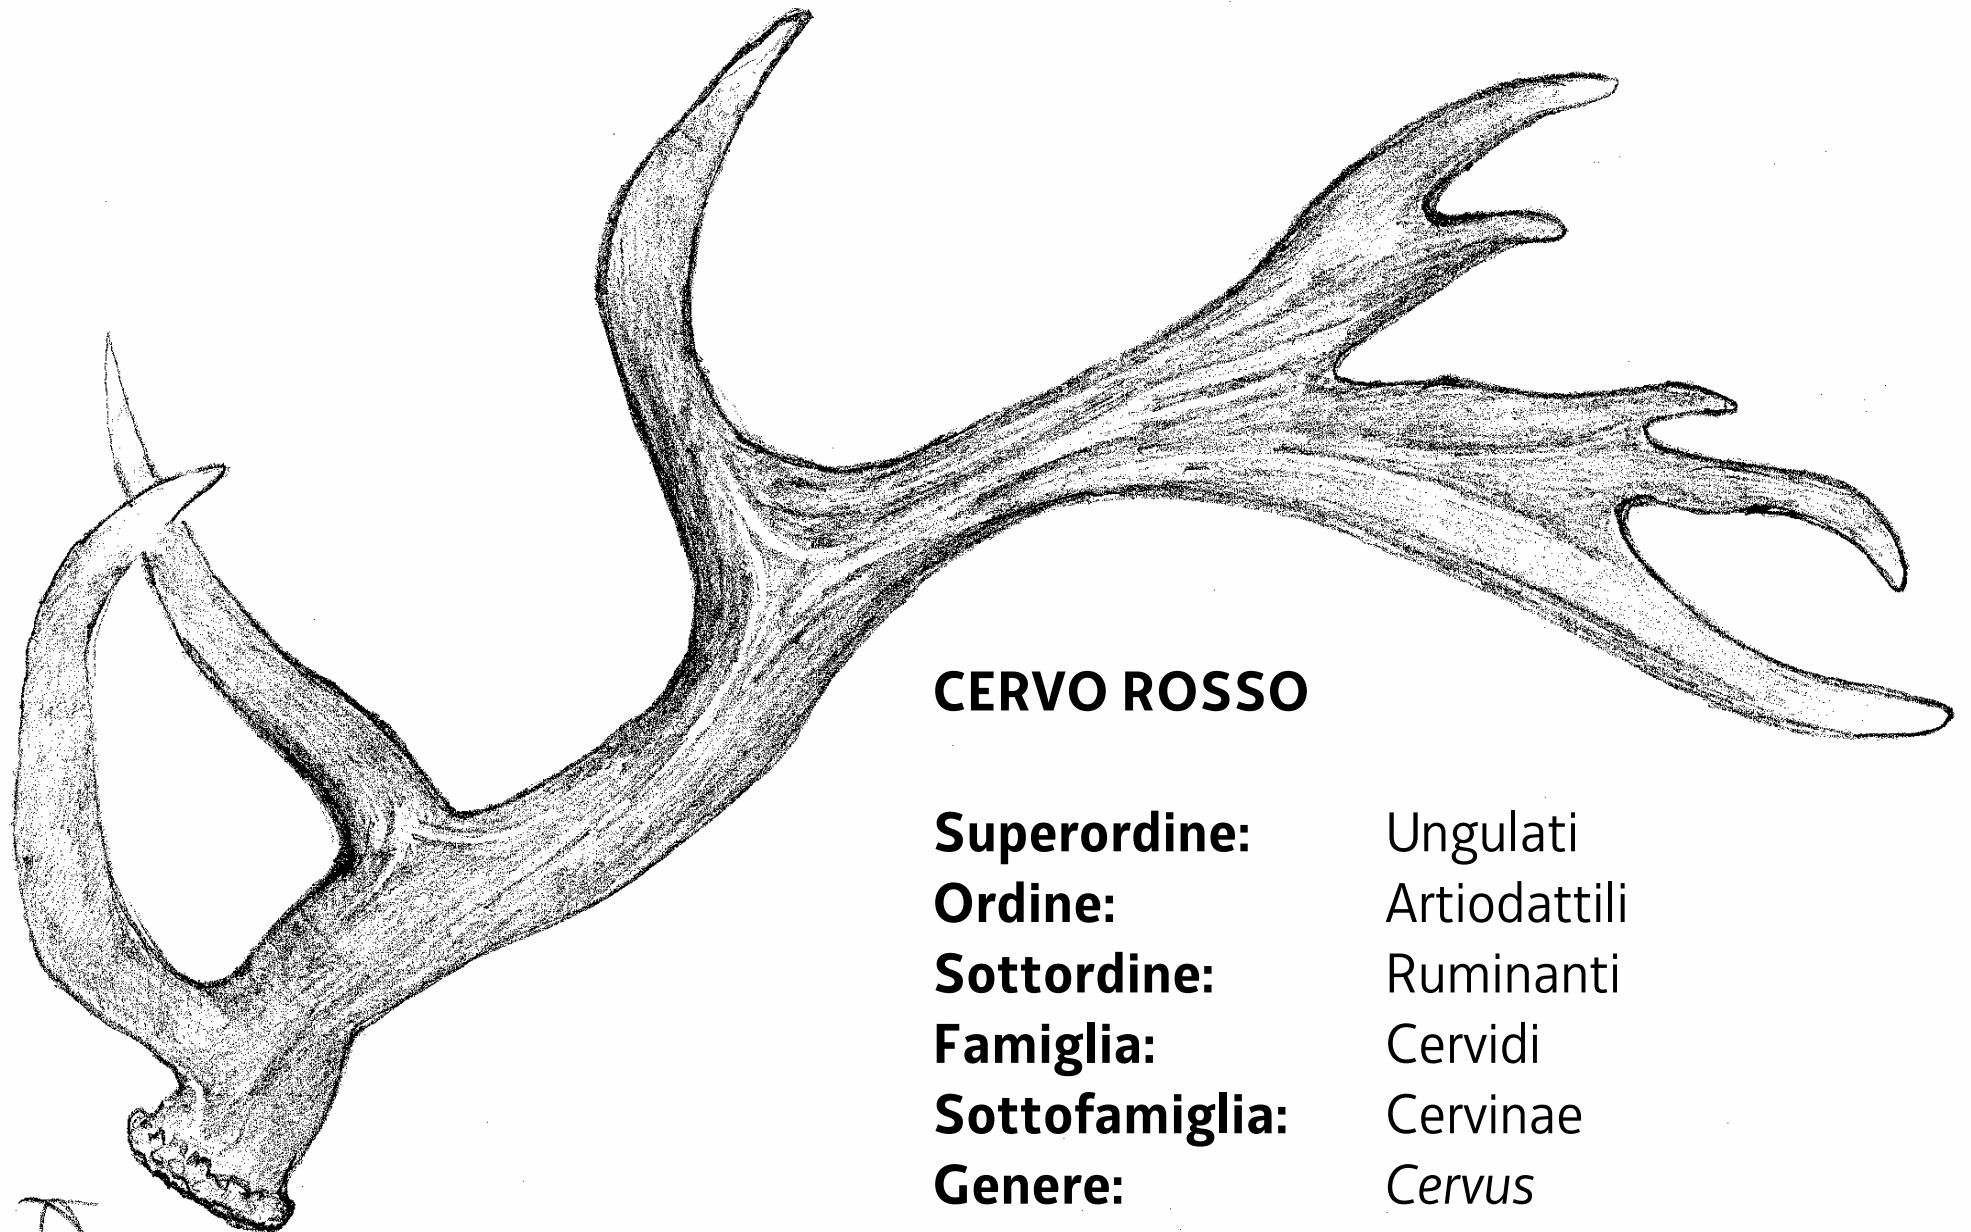 CERVO ROSSO
Superordine: Ungulati
Ordine: Artiodattili
Sottordine: Ruminanti
Famiglia: Cervidi
Sottofamiglia: Cervinae
Genere: Cervus